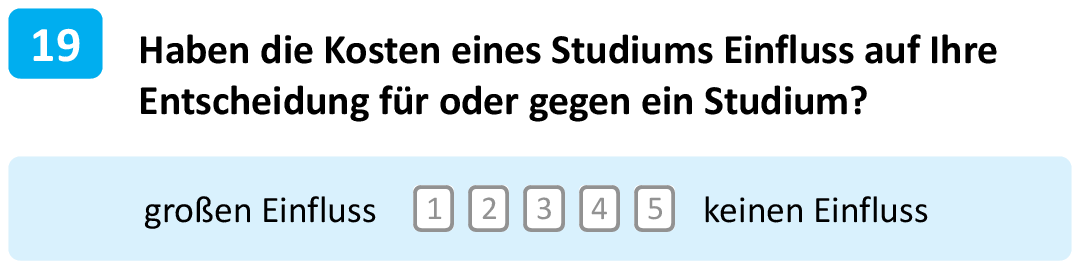 19
Haben die Kosten eines Studiums Einfluss auf Ihre
Entscheidung für oder gegen ein Studium?
großen Einfluss 1 2 3 4 5 keinen Einfluss